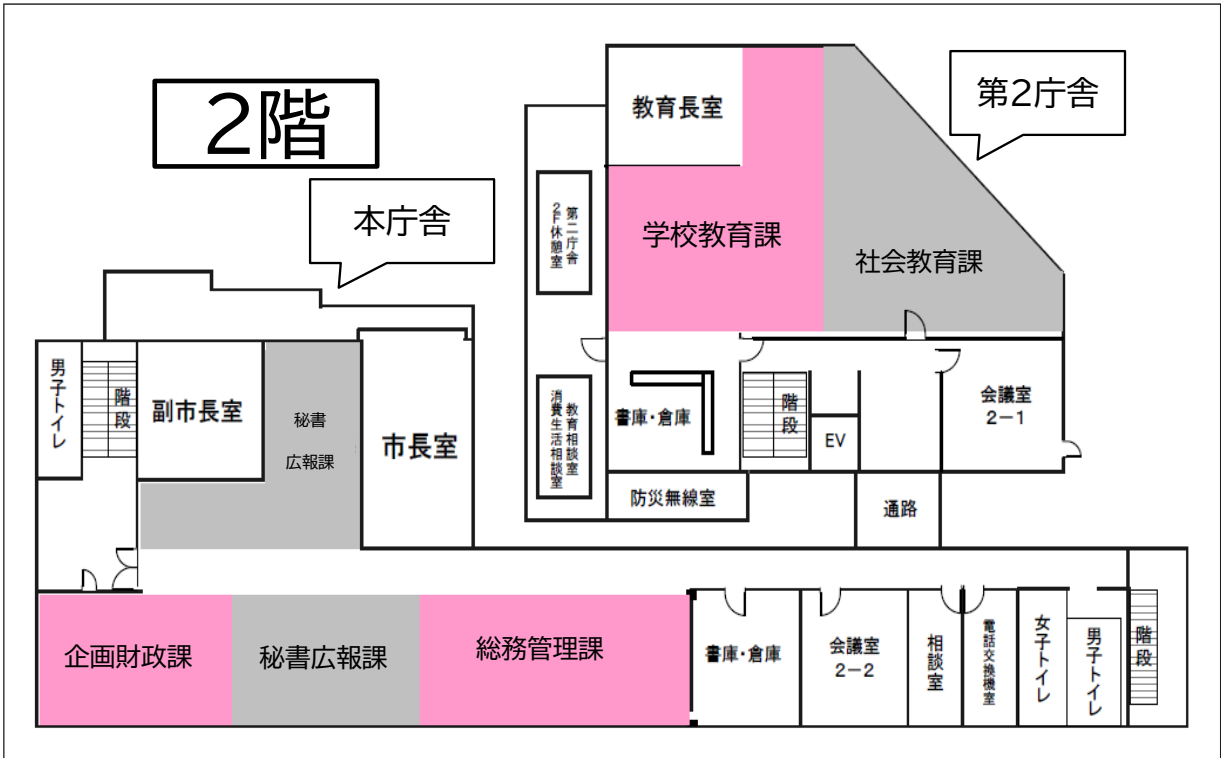 2階
本庁舎
第2庁舎
教育長室
学校教育課
社会教育課
第二庁舎
2F休憩室
教育相談室
消費生活相談室
書庫・倉庫
階段
EV
会議室
2－1
防災無線室
通路
男子トイレ
階段
副市長室
秘書
広報課
市長室
企画財政課
秘書広報課
総務管理課
書庫・倉庫
会議室
2－2
相談室
電話交換機室
女子トイレ
男子トイレ
階段